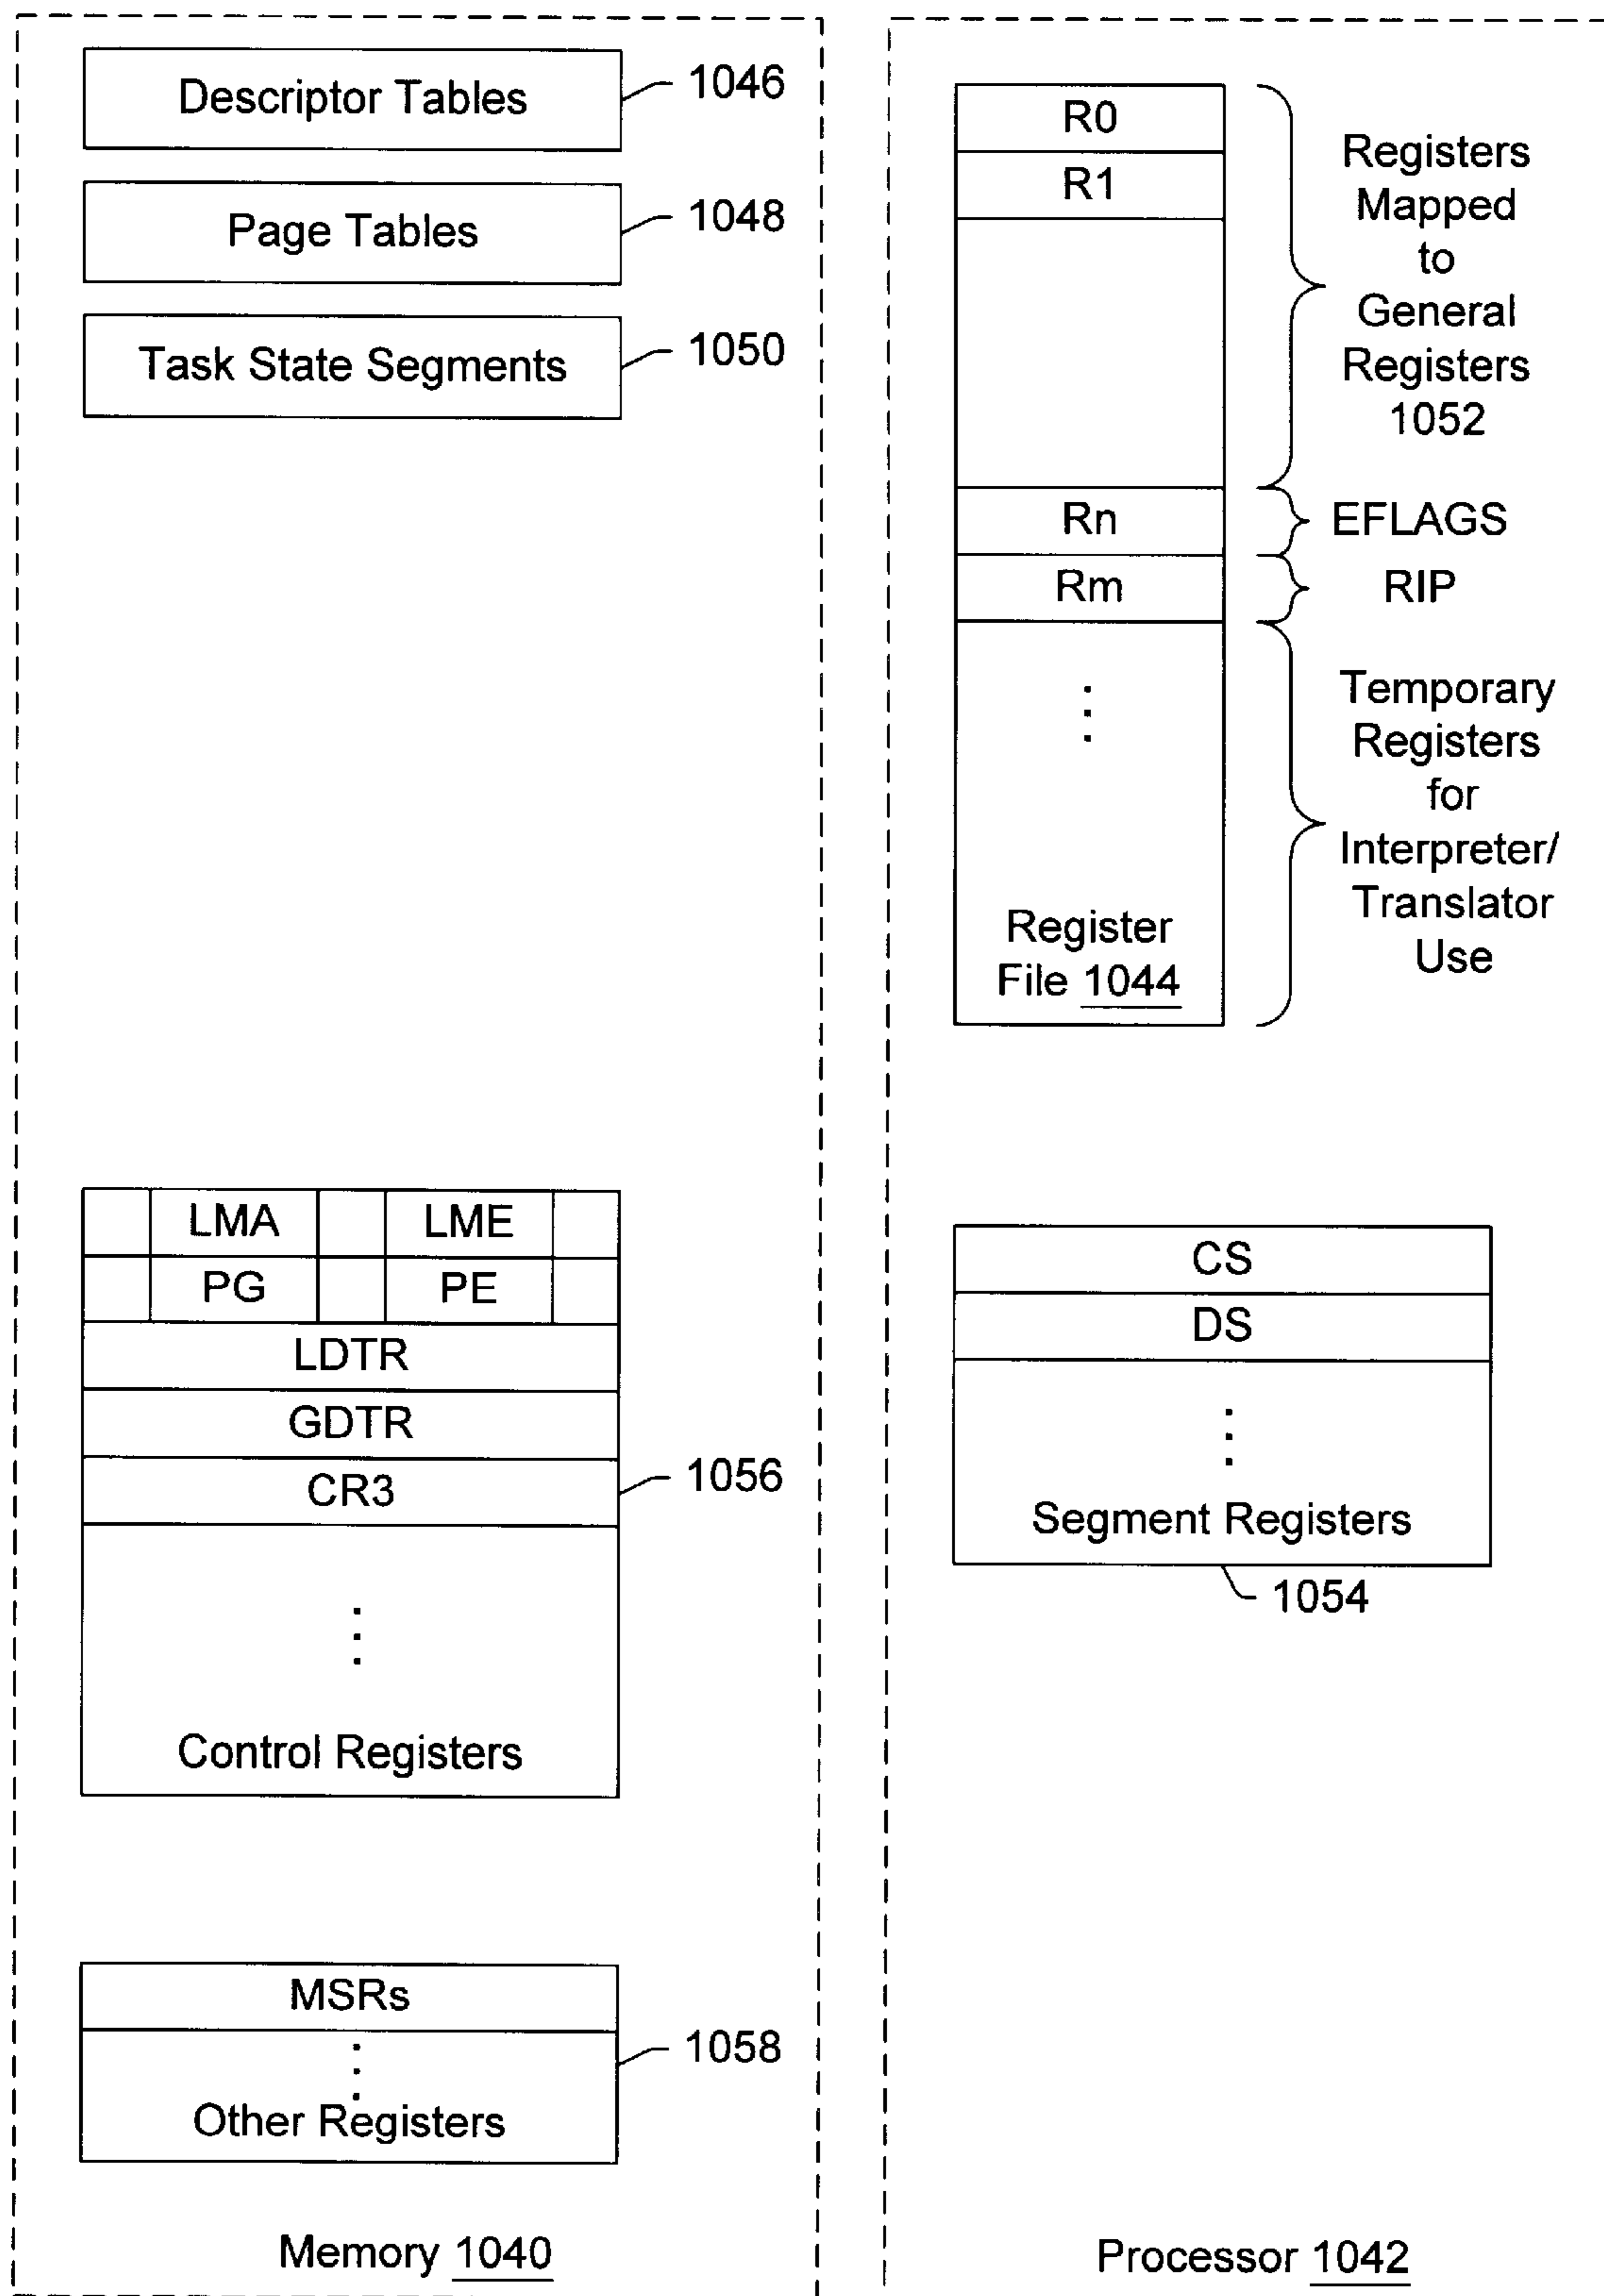 Descriptor Tables
1046
Page Tables
1048
Task State Segments
1050
LMA
LME
PG
PE
LDTR
GDTR
CR3
1056
Control Registers
MSRs
1058
Other Registers
Memory 1040
R0
R1
Registers
Mapped
to
General
Registers
1052
Rn
EFLAGS
Rm
RIP
Temporary
Registers
for
Interpreter/
Translator
Use
Register
File 1044
CS
DS
Segment Registers
1054
Processor 1042